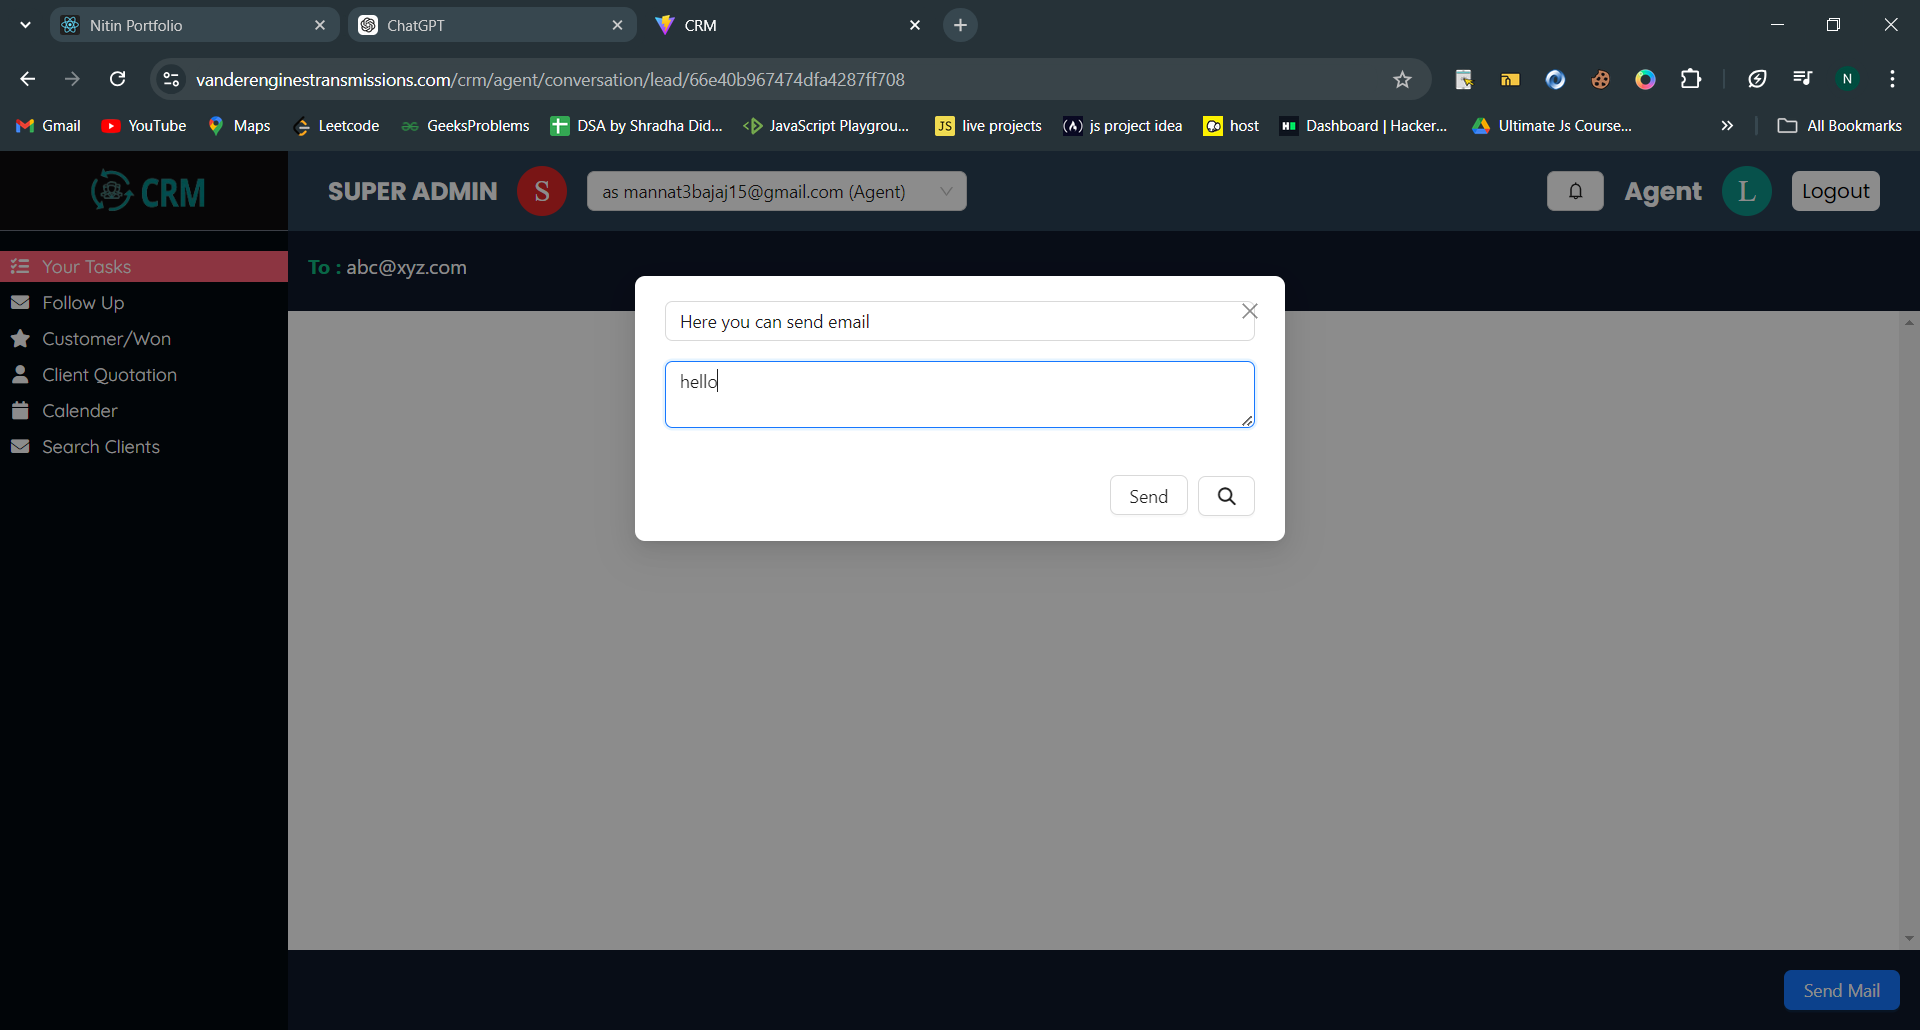 Nitin Portfolio
ChatGPT
CRM
vanderenginestransmissions.com/crm/agent/conversation/lead/66e40b967474dfa4287ff708
N
Gmail
YouTube
Maps
Leetcode
GeeksProblems
DSA by Shradha Did...
JavaScript Playgrou...
JS live projects
js project idea
host
Dashboard | Hacker...
Ultimate Js Course...
All Bookmarks
CRM
SUPER ADMIN
S
as mannat3bajaj15@gmail.com (Agent)
Agent
L
Logout
Your Tasks
Follow Up
Customer/Won
Client Quotation
Calender
Search Clients
To : abc@xyz.com
Here you can send email
hello
Send
Send Mail